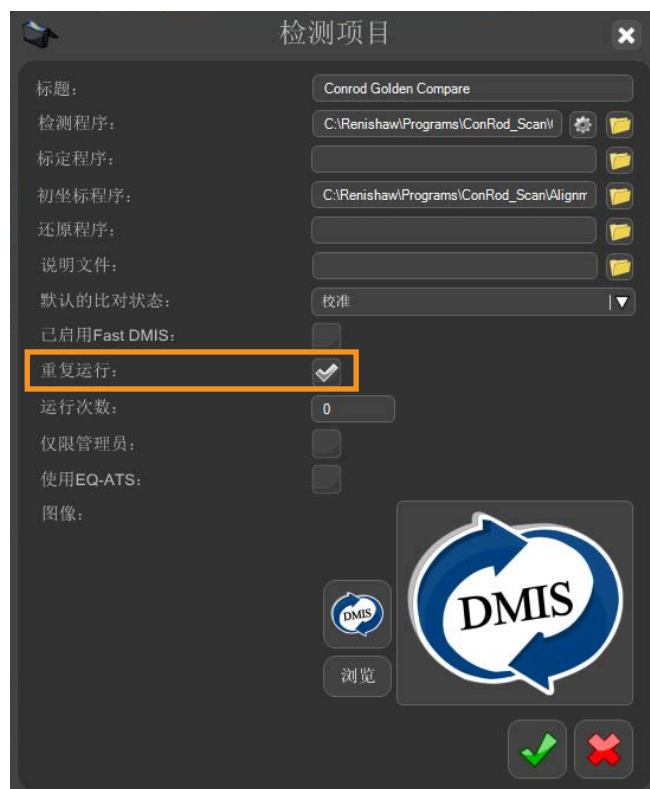 检测项目
标题: Conrod Golden Compare
检测程序: C:\Renishaw\Programs\ConRod_Scan\
标定程序:
初坐标程序: C:\Renishaw\Programs\ConRod_Scan\Alignm
还原程序:
说明文件:
默认的比对状态: 校准
已启用Fast DMIS:
重复运行:
运行次数: 0
仅限管理员:
使用EQ-ATS:
图像:
DMIS
DMIS
浏览